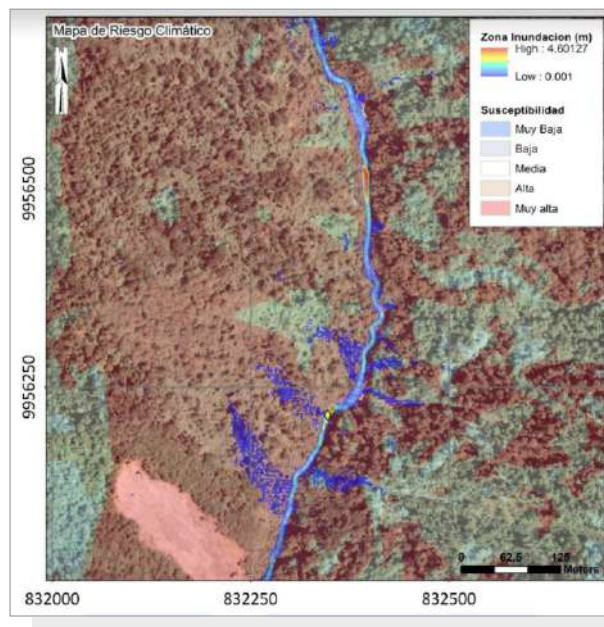 Mapa de Riesgo Climático
Zona Inundacion (m)
High : 4.60127
Low : 0.001
Susceptibilidad
Muy Baja
Baja
Media
Alta
Muy alta
9956500
9956250
0 62,5 125
Meters
832000 832250 832500